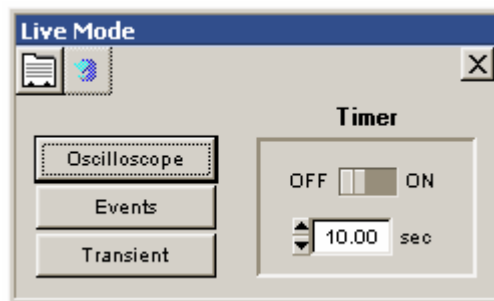 Live Mode
Timer
Oscilloscope
OFF ON
Events
10.00 sec
Transient